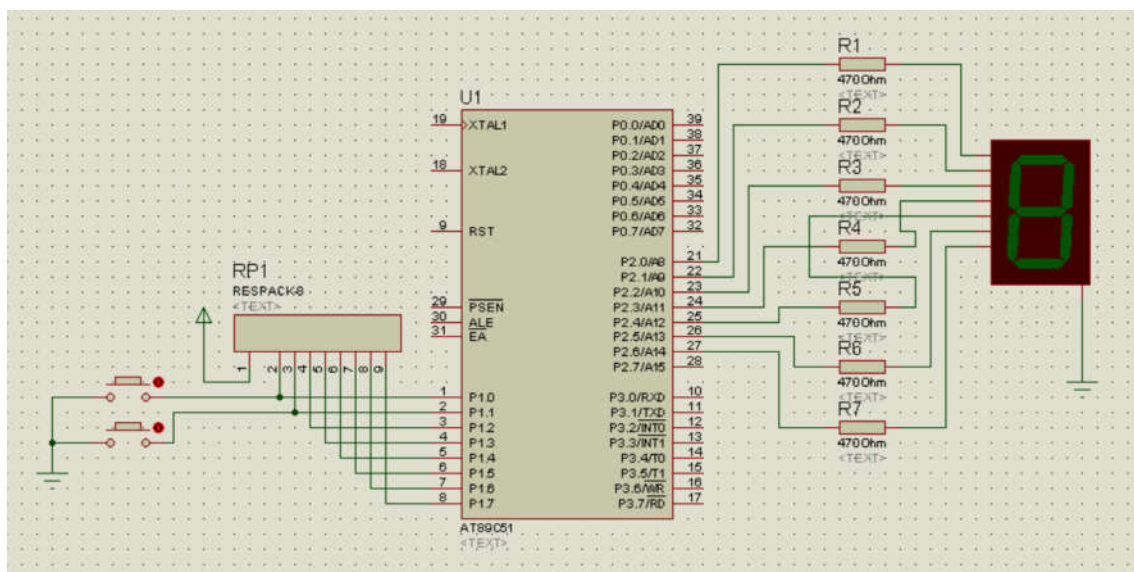 U1
19 XTAL1
18 XTAL2
9 RST
29 PSEN
30 ALE
31 EA
1 P1.0
2 P1.1
3 P1.2
4 P1.3
5 P1.4
6 P1.5
7 P1.6
8 P1.7
P0.0/AD0 39
P0.1/AD1 38
P0.2/AD2 37
P0.3/AD3 36
P0.4/AD4 35
P0.5/AD5 34
P0.6/AD6 33
P0.7/AD7 32
P2.0/A8 21
P2.1/A9 22
P2.2/A10 23
P2.3/A11 24
P2.4/A12 25
P2.5/A13 26
P2.6/A14 27
P2.7/A15 28
P3.0/RXD 10
P3.1/TXD 11
P3.2/INT0 12
P3.3/INT1 13
P3.4/T0 14
P3.5/T1 15
P3.6/WR 16
P3.7/RD 17
AT89C51
<TEXT>
RP1
RESPACK-8
<TEXT>
1 2 3 4 5 6 7 8 9
R1
470Ohm
<TEXT>
R2
470Ohm
<TEXT>
R3
470Ohm
<TEXT>
R4
470Ohm
<TEXT>
R5
470Ohm
<TEXT>
R6
470Ohm
<TEXT>
R7
470Ohm
<TEXT>